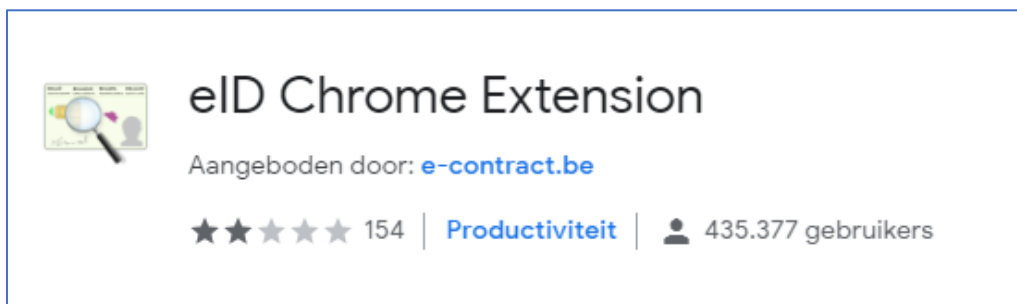 eID Chrome Extension
Aangeboden door: e-contract.be
154 Productiviteit 435.377 gebruikers